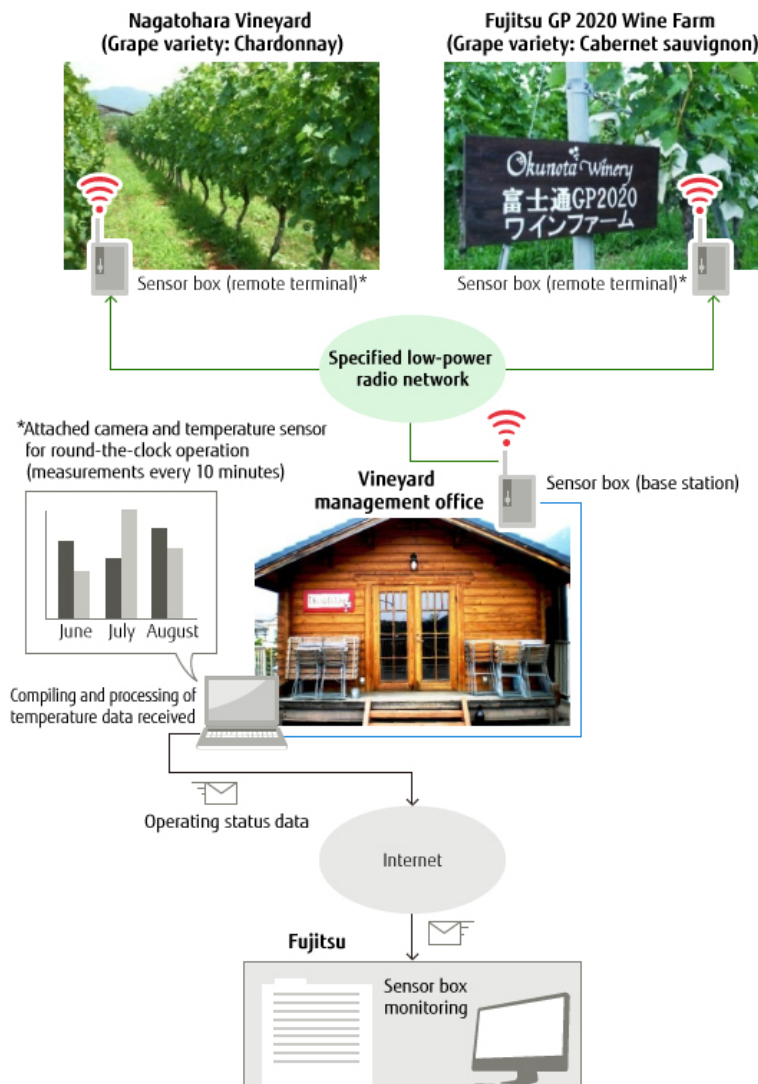 Nagatohara Vineyard
(Grape variety: Chardonnay)
Fujitsu GP 2020 Wine Farm
(Grape variety: Cabernet sauvignon)
Okunota Winery
富士通GP2020
ワインファーム
Sensor box (remote terminal)*
Sensor box (remote terminal)*
Specified low-power
radio network
*Attached camera and temperature sensor
for round-the-clock operation
(measurements every 10 minutes)
Vineyard
management office
Sensor box (base station)
June July August
Compiling and processing of
temperature data received
Operating status data
Internet
Fujitsu
Sensor box
monitoring